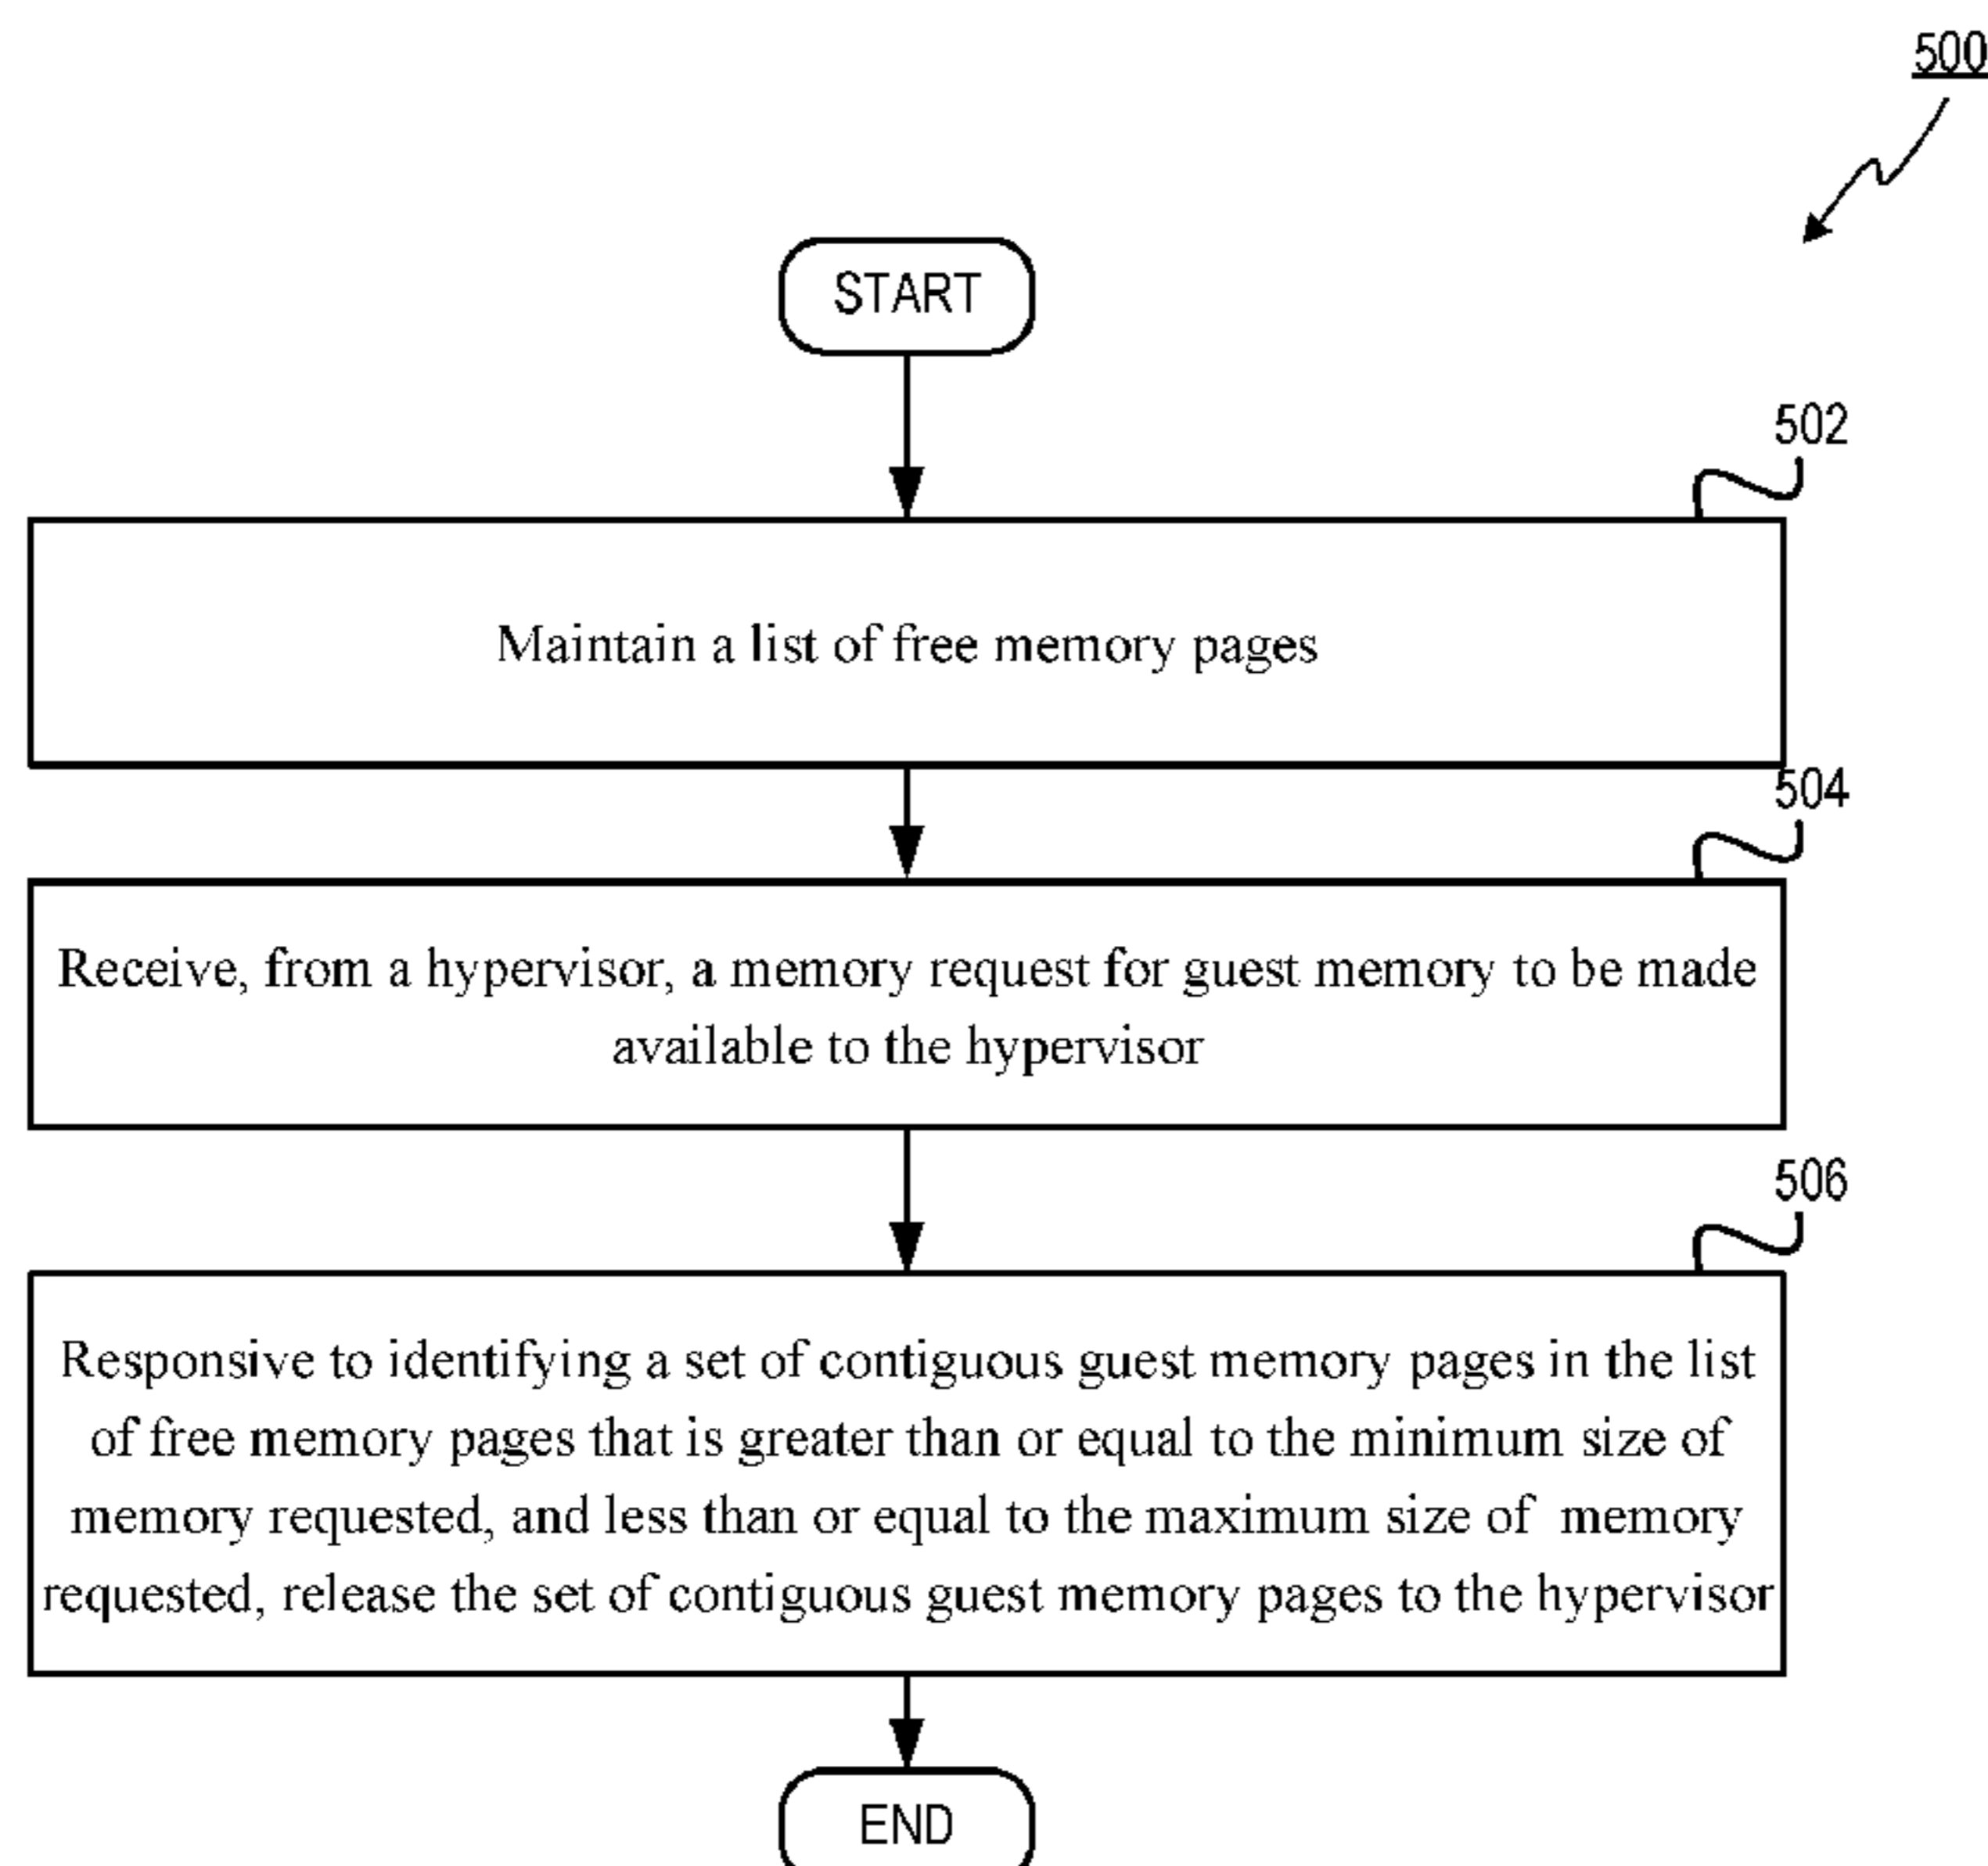 500
START
502
Maintain a list of free memory pages
504
Receive, from a hypervisor, a memory request for guest memory to be made
available to the hypervisor
506
Responsive to identifying a set of contiguous guest memory pages in the list
of free memory pages that is greater than or equal to the minimum size of
memory requested, and less than or equal to the maximum size of memory
requested, release the set of contiguous guest memory pages to the hypervisor
END